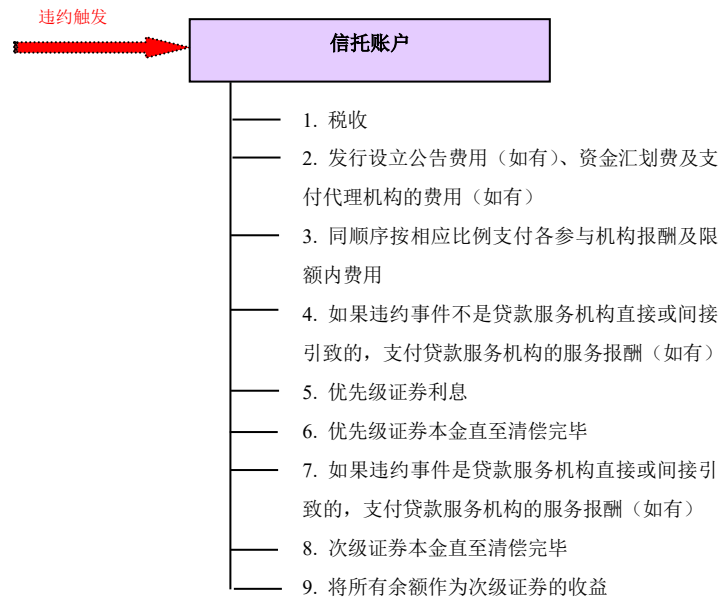 违约触发
信托账户
1. 税收
2. 发行设立公告费用（如有）、资金汇划费及支
付代理机构的费用（如有）
3. 同顺序按相应比例支付各参与机构报酬及限
额内费用
4. 如果违约事件不是贷款服务机构直接或间接
引致的，支付贷款服务机构的服务报酬（如有）
5. 优先级证券利息
6. 优先级证券本金直至清偿完毕
7. 如果违约事件是贷款服务机构直接或间接引
致的，支付贷款服务机构的服务报酬（如有）
8. 次级证券本金直至清偿完毕
9. 将所有余额作为次级证券的收益